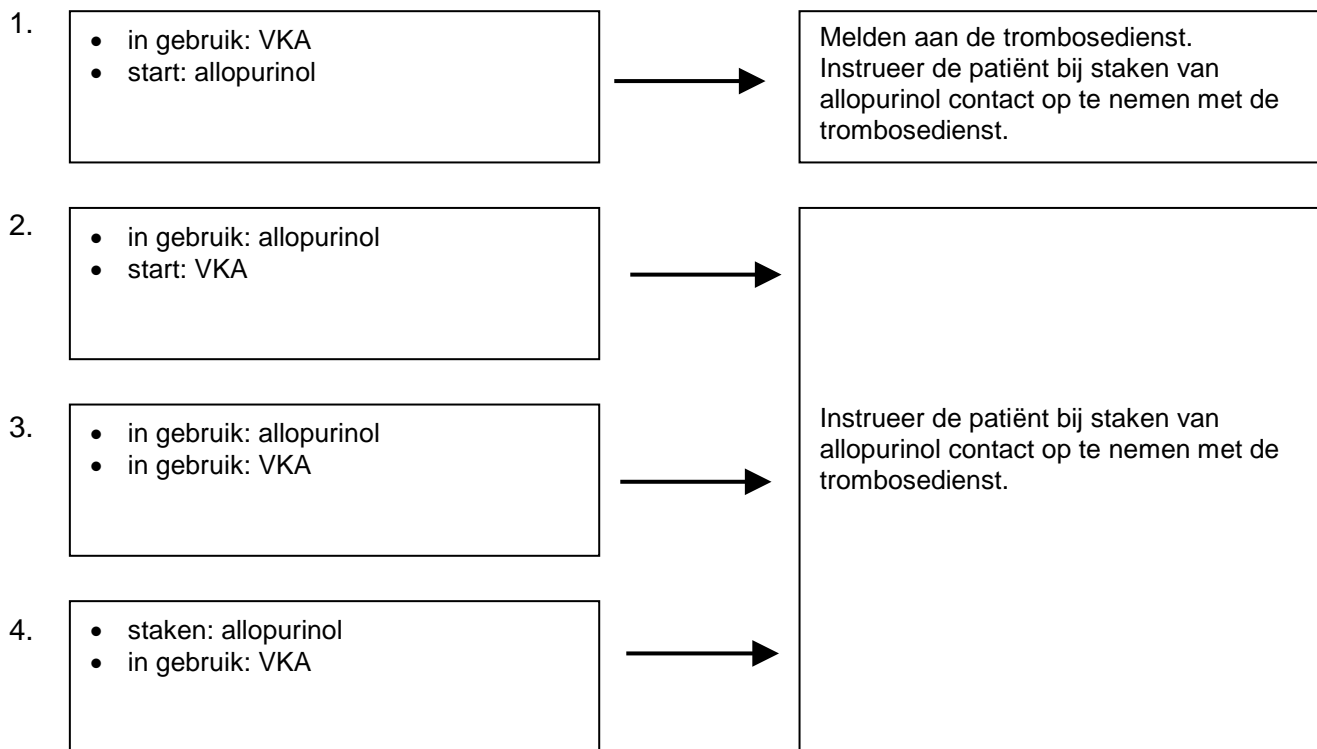 1.
• in gebruik: VKA
• start: allopurinol
Melden aan de trombosedienst.
Instrueer de patiënt bij staken van
allopurinol contact op te nemen met de
trombosedienst.
2.
• in gebruik: allopurinol
• start: VKA
3.
• in gebruik: allopurinol
• in gebruik: VKA
Instrueer de patiënt bij staken van
allopurinol contact op te nemen met de
trombosedienst.
4.
• staken: allopurinol
• in gebruik: VKA